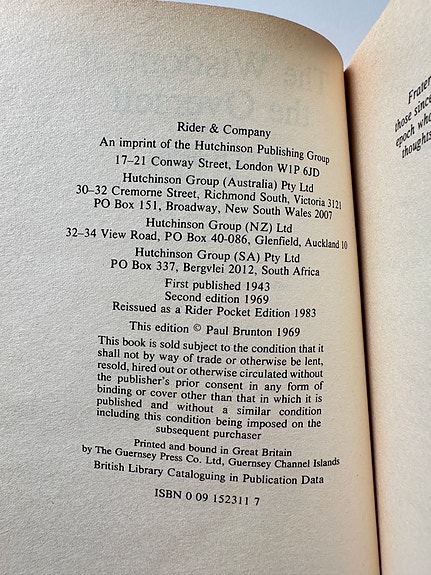 Rider & Company
An imprint of the Hutchinson Publishing Group
17–21 Conway Street, London W1P 6JD
Hutchinson Group (Australia) Pty Ltd
30–32 Cremorne Street, Richmond South, Victoria 3121
PO Box 151, Broadway, New South Wales 2007
Hutchinson Group (NZ) Ltd
32–34 View Road, PO Box 40-086, Glenfield, Auckland 10
Hutchinson Group (SA) Pty Ltd
PO Box 337, Bergvlei 2012, South Africa
First published 1943
Second edition 1969
Reissued as a Rider Pocket Edition 1983
This edition © Paul Brunton 1969
This book is sold subject to the condition that it
shall not by way of trade or otherwise be lent,
resold, hired out or otherwise circulated without
the publisher's prior consent in any form of
binding or cover other than that in which it is
published and without a similar condition
including this condition being imposed on the
subsequent purchaser
Printed and bound in Great Britain
by The Guernsey Press Co. Ltd, Guernsey Channel Islands
British Library Cataloguing in Publication Data
ISBN 0 09 152311 7
Frater
those since
epoch who
thoughts